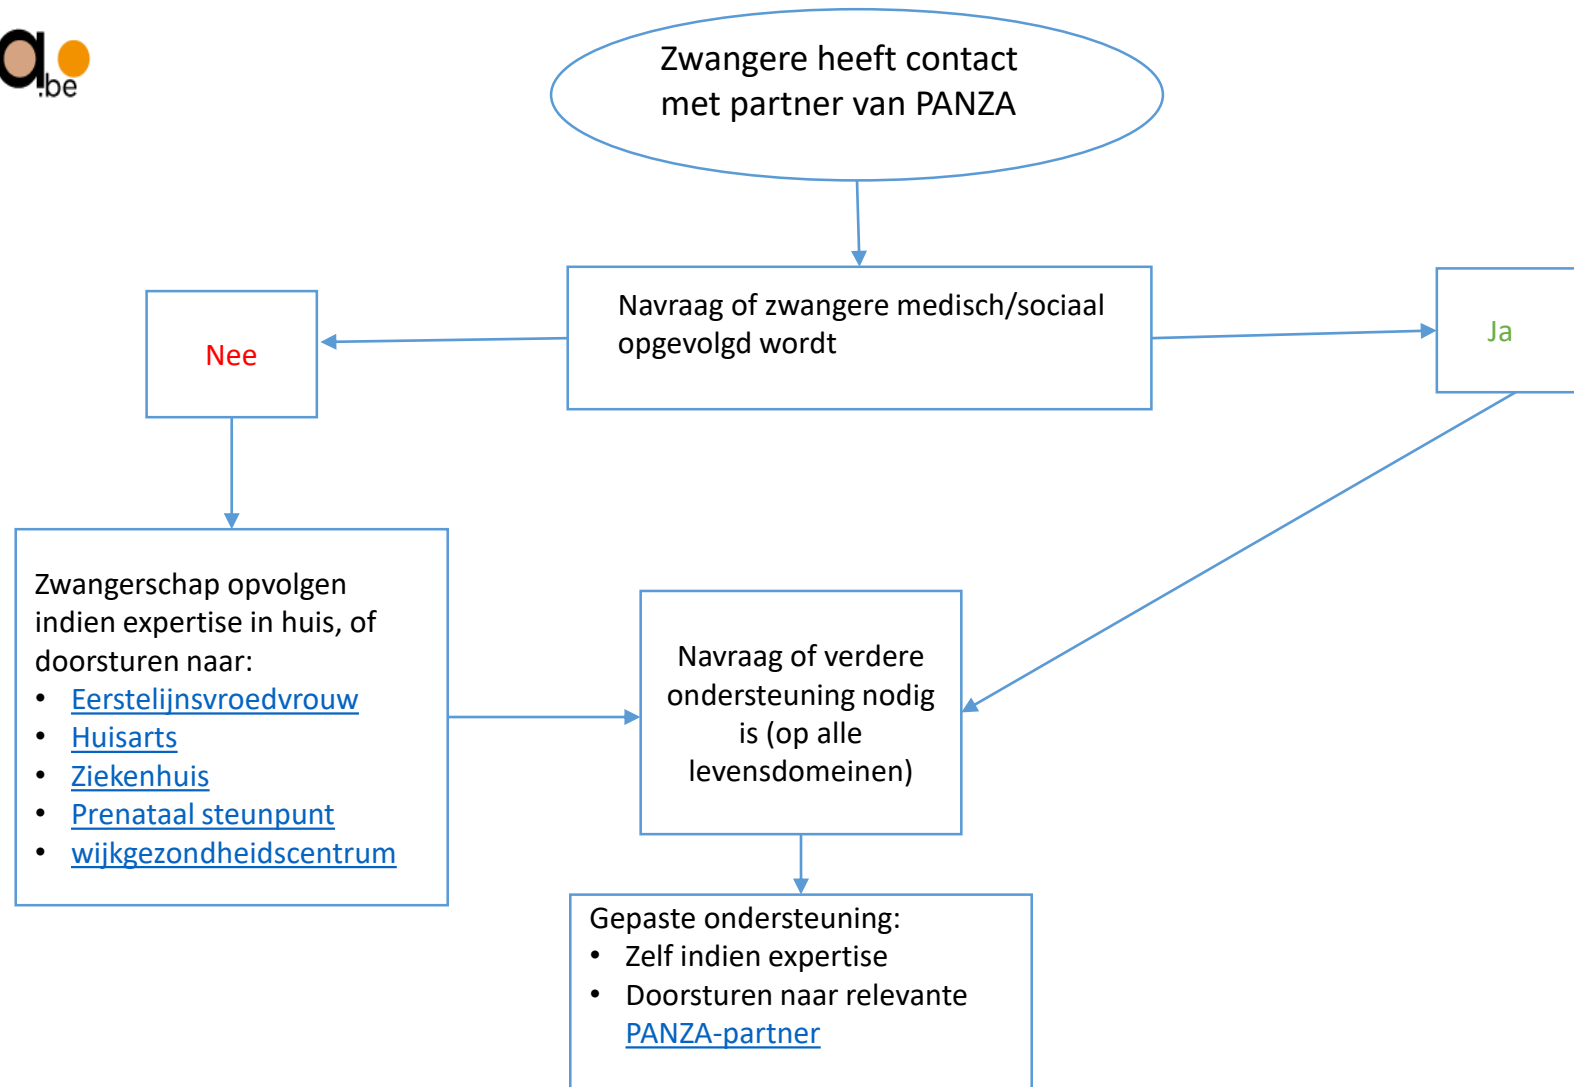 a
.be
Zwangere heeft contact
met partner van PANZA
Navraag of zwangere medisch/sociaal
opgevolgd wordt
Nee
Ja
Zwangerschap opvolgen
indien expertise in huis, of
doorsturen naar:
• Eerstelijnsvroedvrouw
• Huisarts
• Ziekenhuis
• Prenataal steunpunt
• wijkgezondheidscentrum
Navraag of verdere
ondersteuning nodig
is (op alle
levensdomeinen)
Gepaste ondersteuning:
• Zelf indien expertise
• Doorsturen naar relevante
PANZA-partner